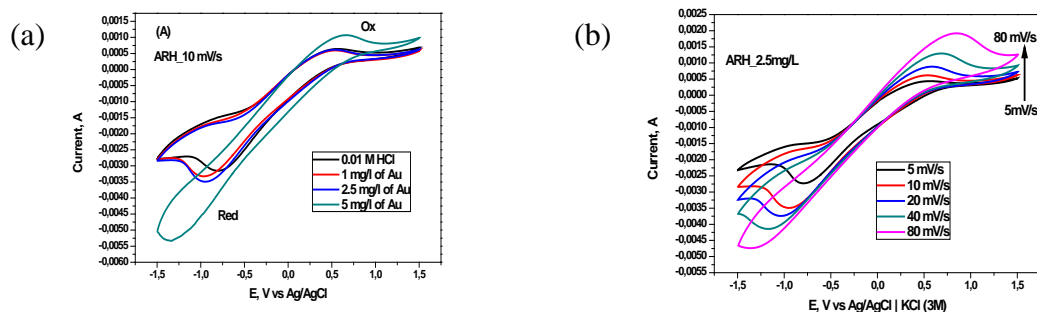 (a)
(A)
Ox
ARH_10 mV/s
0,0015
0,0010
0,0005
0,0000
-0,0005
-0,0010
-0,0015
-0,0020
-0,0025
-0,0030
-0,0035
-0,0040
-0,0045
-0,0050
-0,0055
-0,0060
Current, A
0.01 M HCl
1 mg/l of Au
2.5 mg/l of Au
5 mg/l of Au
Red
-1,5 -1,0 -0,5 0,0 0,5 1,0 1,5
E, V vs Ag/AgCl
(b)
80 mV/s
ARH_2.5mg/L
5mV/s
0,0025
0,0020
0,0015
0,0010
0,0005
0,0000
-0,0005
-0,0010
-0,0015
-0,0020
-0,0025
-0,0030
-0,0035
-0,0040
-0,0045
-0,0050
-0,0055
Current, A
5 mV/s
10 mV/s
20 mV/s
40 mV/s
80 mV/s
-1,5 -1,0 -0,5 0,0 0,5 1,0 1,5
E, V vs Ag/AgCl | KCl (3M)